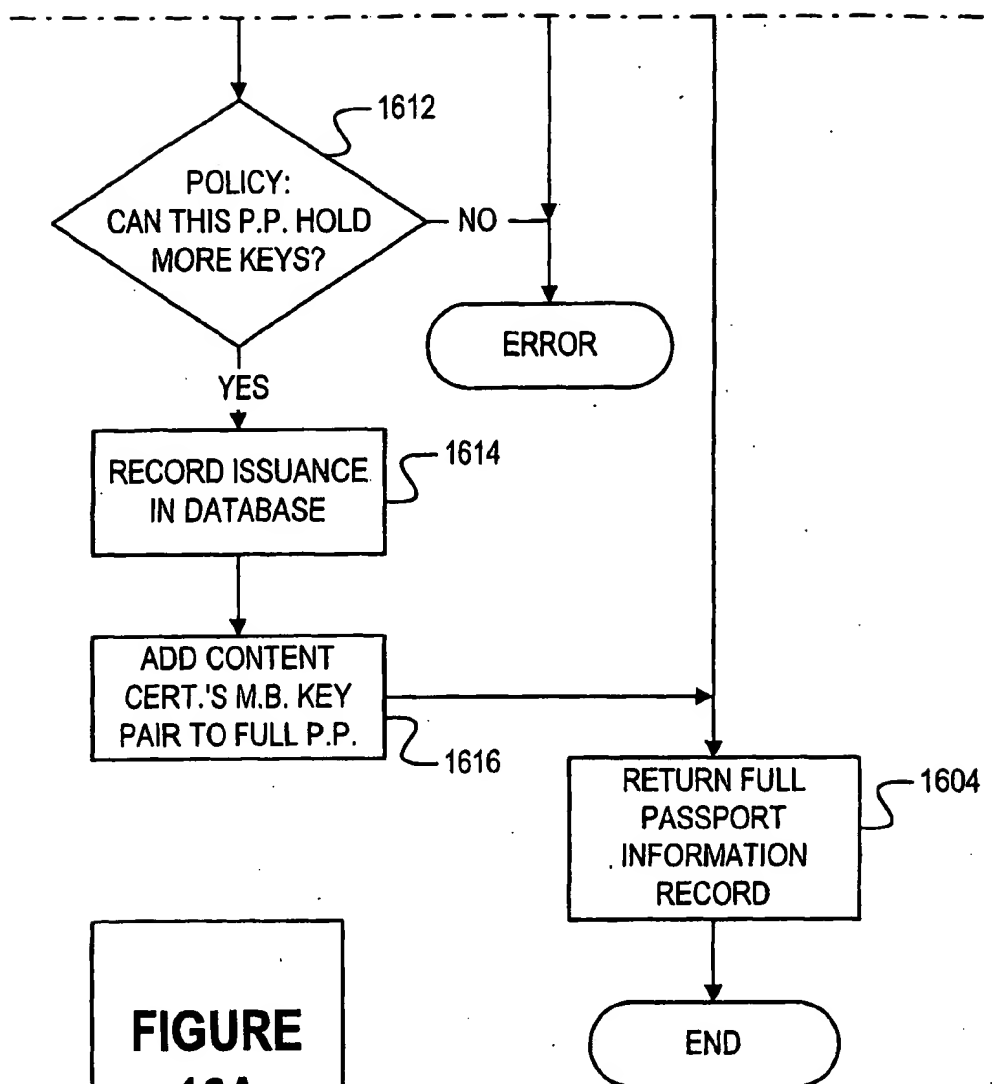 1612
POLICY:
CAN THIS P.P. HOLD
MORE KEYS?
NO
ERROR
YES
RECORD ISSUANCE
IN DATABASE
1614
ADD CONTENT
CERT.'S M.B. KEY
PAIR TO FULL P.P.
1616
RETURN FULL
PASSPORT
INFORMATION
RECORD
1604
END
FIGURE